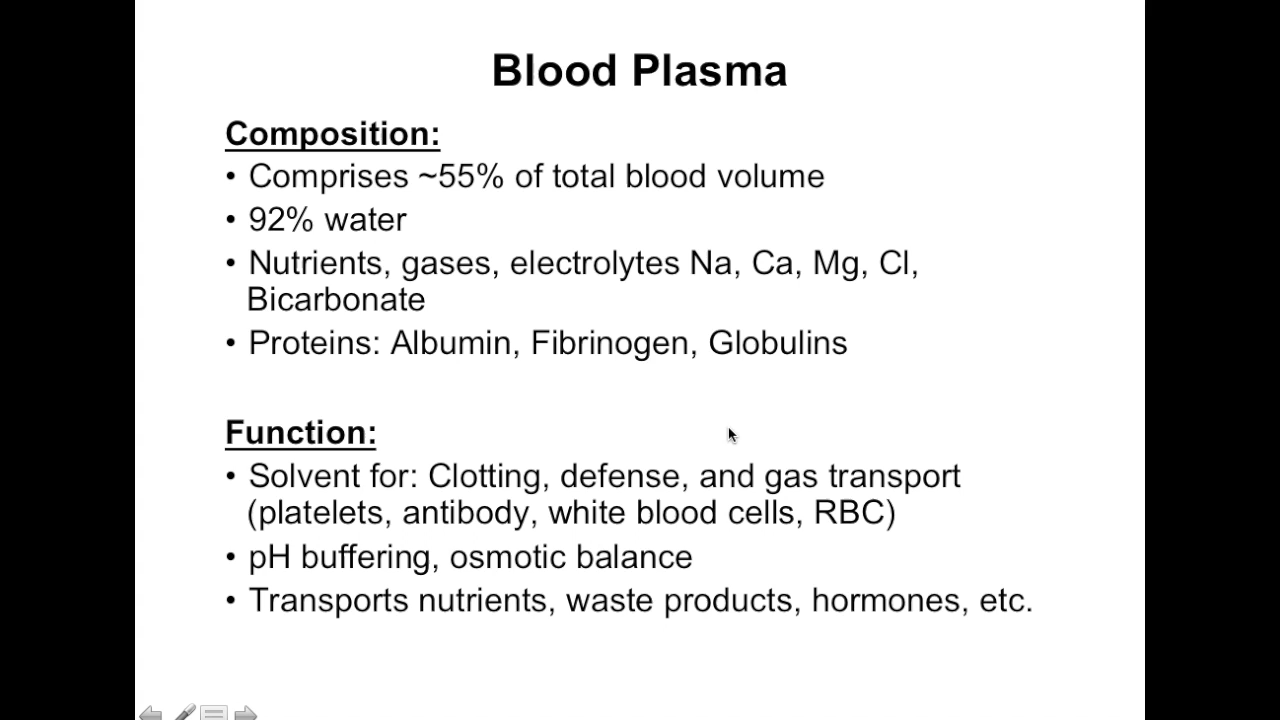 Blood Plasma
Composition:
• Comprises ~55% of total blood volume
• 92% water
• Nutrients, gases, electrolytes Na, Ca, Mg, Cl,
Bicarbonate
• Proteins: Albumin, Fibrinogen, Globulins
Function:
• Solvent for: Clotting, defense, and gas transport
(platelets, antibody, white blood cells, RBC)
• pH buffering, osmotic balance
• Transports nutrients, waste products, hormones, etc.